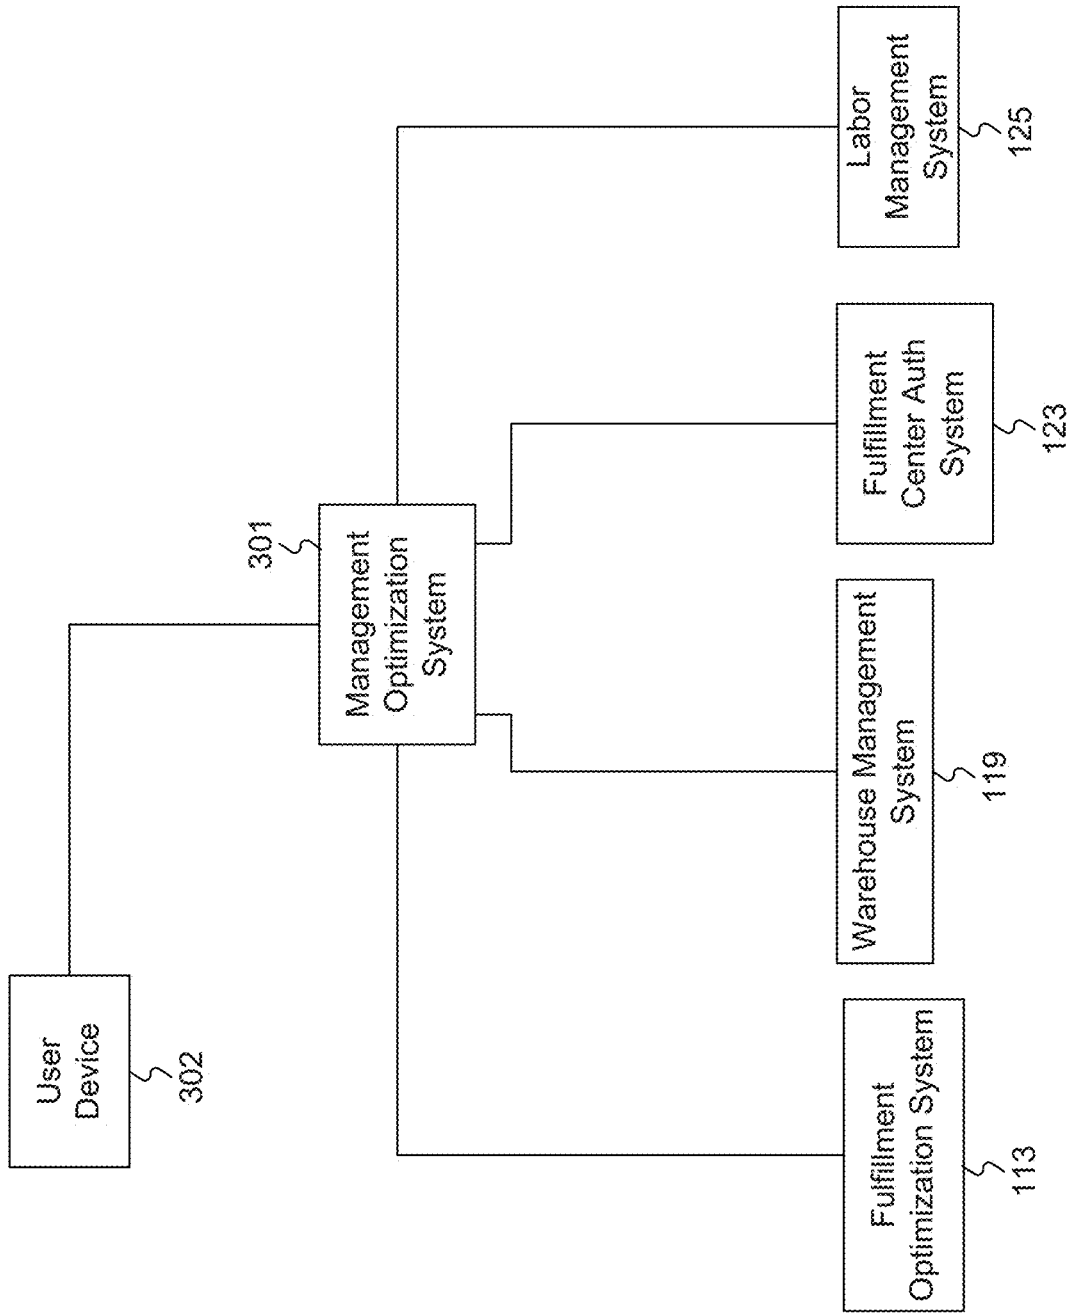 User
Device
302
301
Management
Optimization
System
Fulfillment
Optimization System
113
Warehouse Management
System
119
Fulfillment
Center Auth
System
123
Labor
Management
System
125